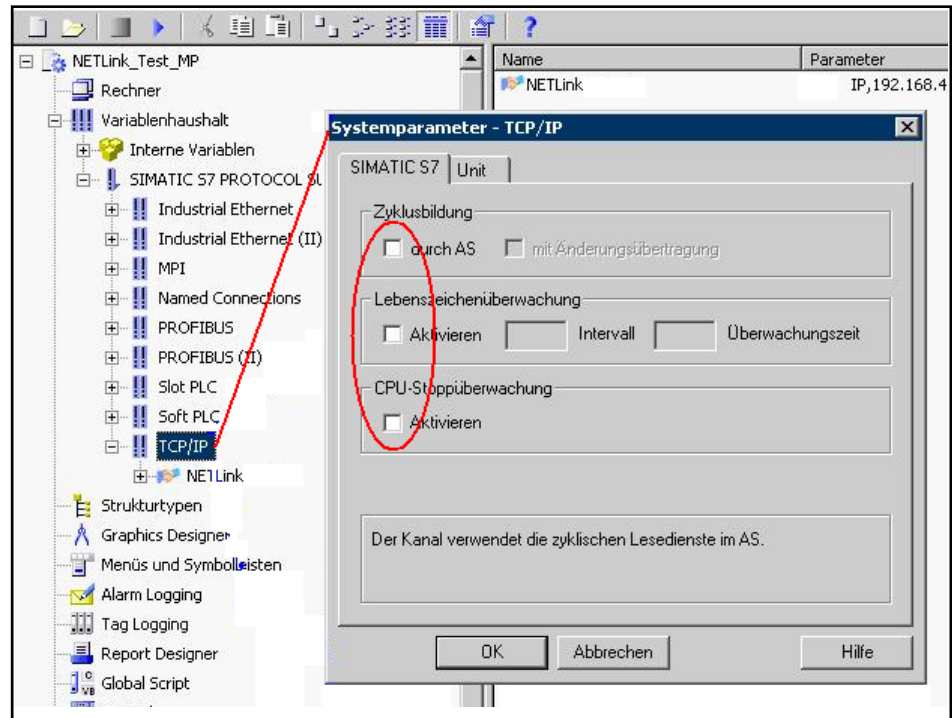 NETLink_Test_MP
Rechner
Variablenhaushalt
Interne Variablen
SIMATIC S7 PROTOCOL SU
Industrial Ethernet
Industrial Ethernet (II)
MPI
Named Connections
PROFIBUS
PROFIBUS (II)
Slot PLC
Soft PLC
TCP/IP
NETLink
Strukturtypen
Graphics Designer
Menüs und Symbolleisten
Alarm Logging
Tag Logging
Report Designer
Global Script
Name Parameter
NETLink IP,192.168.4
Systemparameter - TCP/IP
SIMATIC S7 Unit
Zyklusbildung
durch AS mit Änderungsübertragung
Lebenszeichenüberwachung
Aktivieren Intervall Überwachungszeit
CPU-Stoppüberwachung
Aktivieren
Der Kanal verwendet die zyklischen Lesedienste im AS.
OK Abbrechen Hilfe